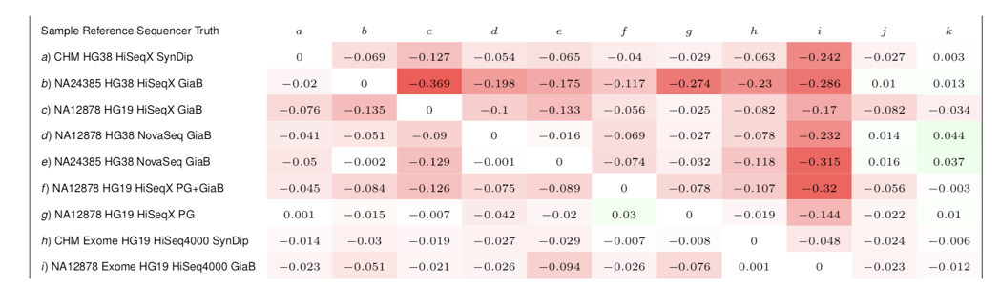 Sample Reference Sequencer Truth a b c d e f g h i j k
a) CHM HG38 HiSeqX SynDip 0 −0.069 −0.127 −0.054 −0.065 −0.04 −0.029 −0.063 −0.242 −0.027 0.003
b) NA24385 HG38 HiSeqX GiaB −0.02 0 −0.369 −0.198 −0.175 −0.117 −0.274 −0.23 −0.286 0.01 0.013
c) NA12878 HG19 HiSeqX GiaB −0.076 −0.135 0 −0.1 −0.133 −0.056 −0.025 −0.082 −0.17 −0.082 −0.034
d) NA12878 HG38 NovaSeq GiaB −0.041 −0.051 −0.09 0 −0.016 −0.069 −0.027 −0.078 −0.232 0.014 0.044
e) NA24385 HG38 NovaSeq GiaB −0.05 −0.002 −0.129 −0.001 0 −0.074 −0.032 −0.118 −0.315 0.016 0.037
f) NA12878 HG19 HiSeqX PG+GiaB −0.045 −0.084 −0.126 −0.075 −0.089 0 −0.078 −0.107 −0.32 −0.056 −0.003
g) NA12878 HG19 HiSeqX PG 0.001 −0.015 −0.007 −0.042 −0.02 0.03 0 −0.019 −0.144 −0.022 0.01
h) CHM Exome HG19 HiSeq4000 SynDip −0.014 −0.03 −0.019 −0.027 −0.029 −0.007 −0.008 0 −0.048 −0.024 −0.006
i) NA12878 Exome HG19 HiSeq4000 GiaB −0.023 −0.051 −0.021 −0.026 −0.094 −0.026 −0.076 0.001 0 −0.023 −0.012